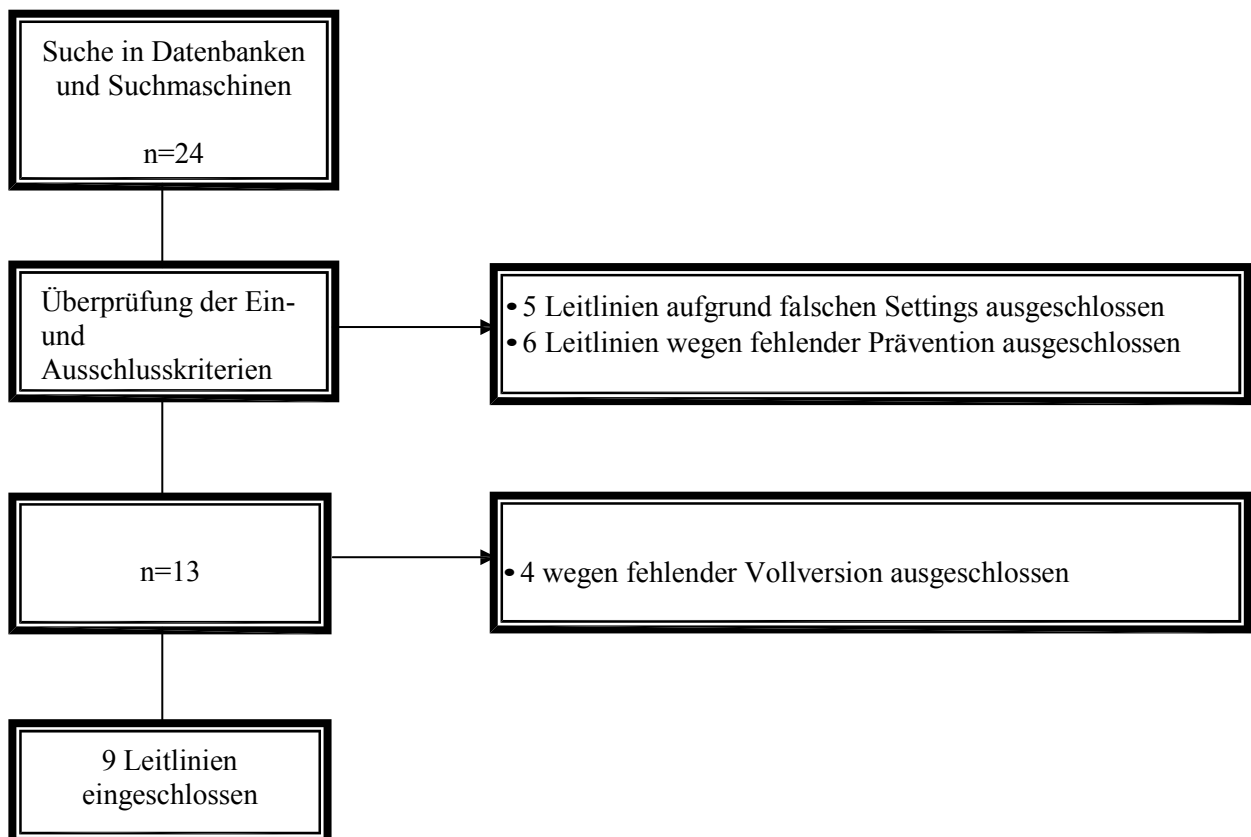 Suche in Datenbanken
und Suchmaschinen
n=24
Überprüfung der Ein-
und
Ausschlusskriterien
• 5 Leitlinien aufgrund falschen Settings ausgeschlossen
• 6 Leitlinien wegen fehlender Prävention ausgeschlossen
n=13
• 4 wegen fehlender Vollversion ausgeschlossen
9 Leitlinien
eingeschlossen